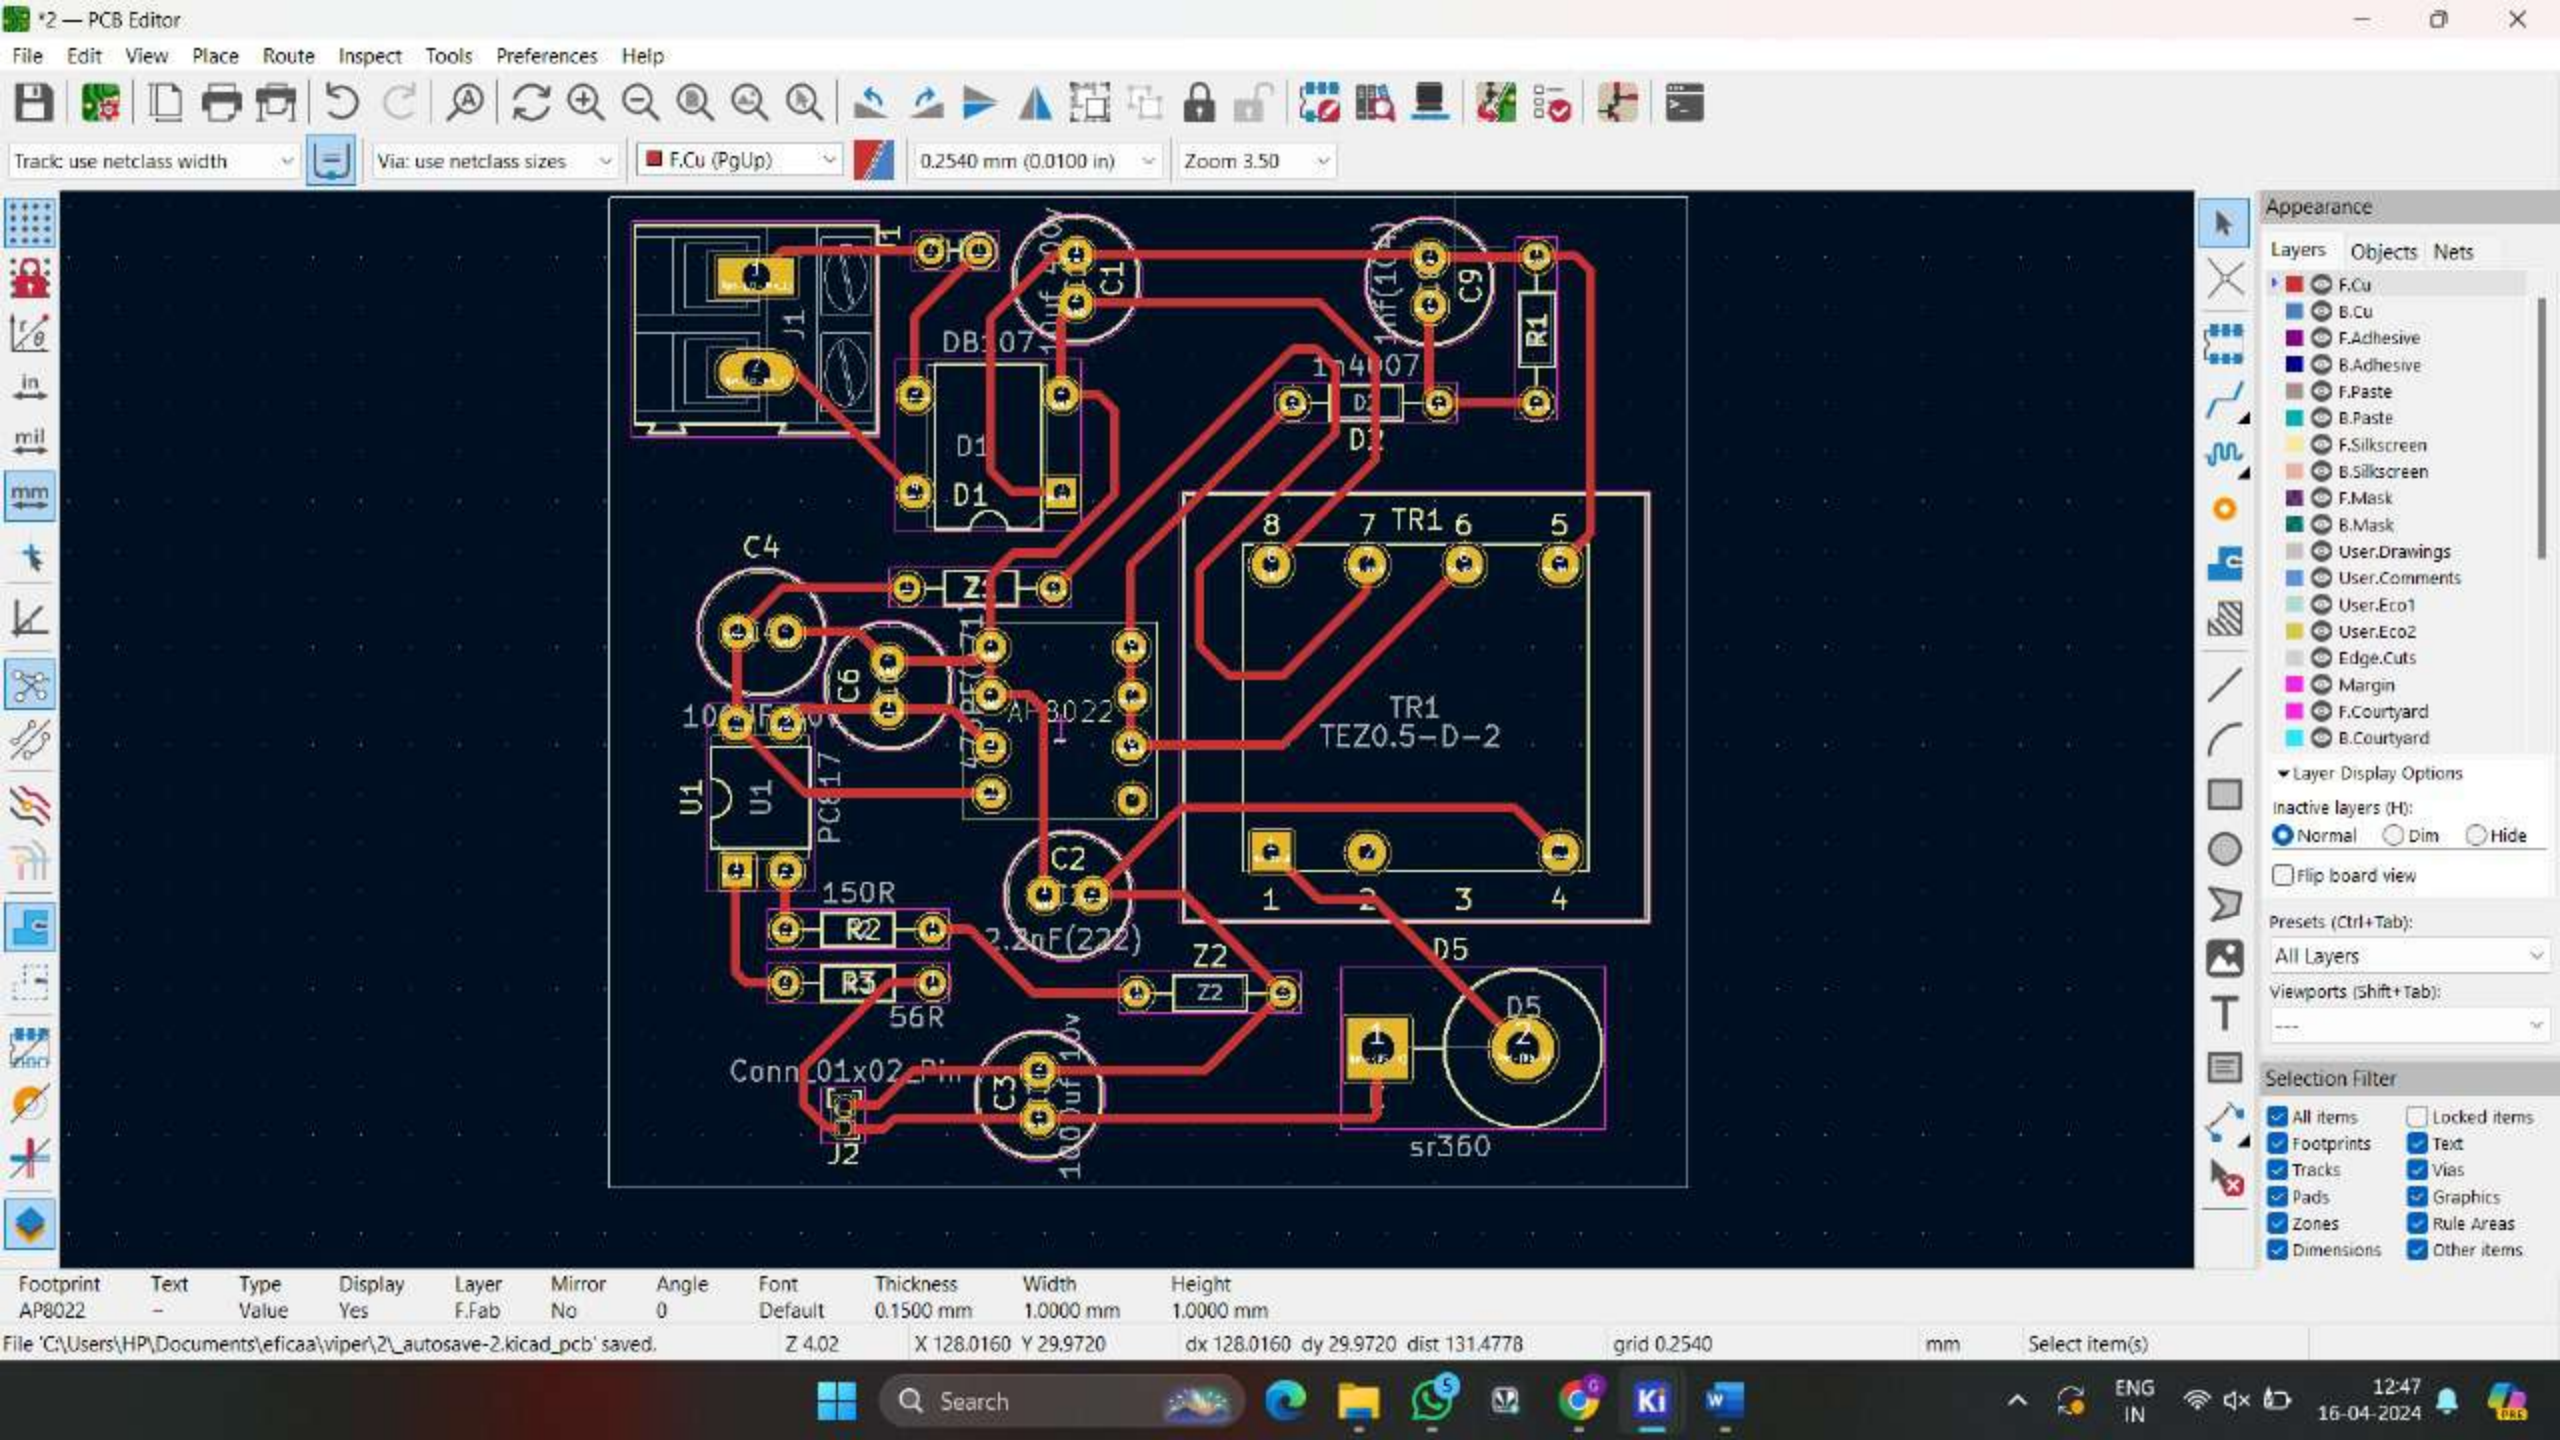 *2 — PCB Editor
File Edit View Place Route Inspect Tools Preferences Help
Track: use netclass width
Via: use netclass sizes
F.Cu (PgUp)
0.2540 mm (0.0100 in)
Zoom 3.50
in
mil
mm
J1
1
2
C1
DB107
D1
D1
C9
R1
1n4007
D2
C4
C6
AP8022
U1
U1
PC817
TR1
8 7 6 5
TR1
TEZ0.5-D-2
1 2 3 4
C2
2.2nF(222)
150R
R2
R3
56R
Z2
Z2
D5
D5
1
2
sr360
Conn_01x02_Pin
C3
J2
Appearance
Layers Objects Nets
F.Cu
B.Cu
F.Adhesive
B.Adhesive
F.Paste
B.Paste
F.Silkscreen
B.Silkscreen
F.Mask
B.Mask
User.Drawings
User.Comments
User.Eco1
User.Eco2
Edge.Cuts
Margin
F.Courtyard
B.Courtyard
Layer Display Options
Inactive layers (H):
Normal Dim Hide
Flip board view
Presets (Ctrl+Tab):
All Layers
Viewports (Shift+Tab):
---
Selection Filter
All items Locked items
Footprints Text
Tracks Vias
Pads Graphics
Zones Rule Areas
Dimensions Other items
Footprint Text Type Display Layer Mirror Angle Font Thickness Width Height
AP8022 – Value Yes F.Fab No 0 Default 0.1500 mm 1.0000 mm 1.0000 mm
File 'C:\Users\HP\Documents\eficaa\viper\2\_autosave-2.kicad_pcb' saved.
Z 4.02
X 128.0160 Y 29.9720
dx 128.0160 dy 29.9720 dist 131.4778
grid 0.2540
mm
Select item(s)
Search
5
Ki
W
ENG
IN
12:47
16-04-2024
PRE